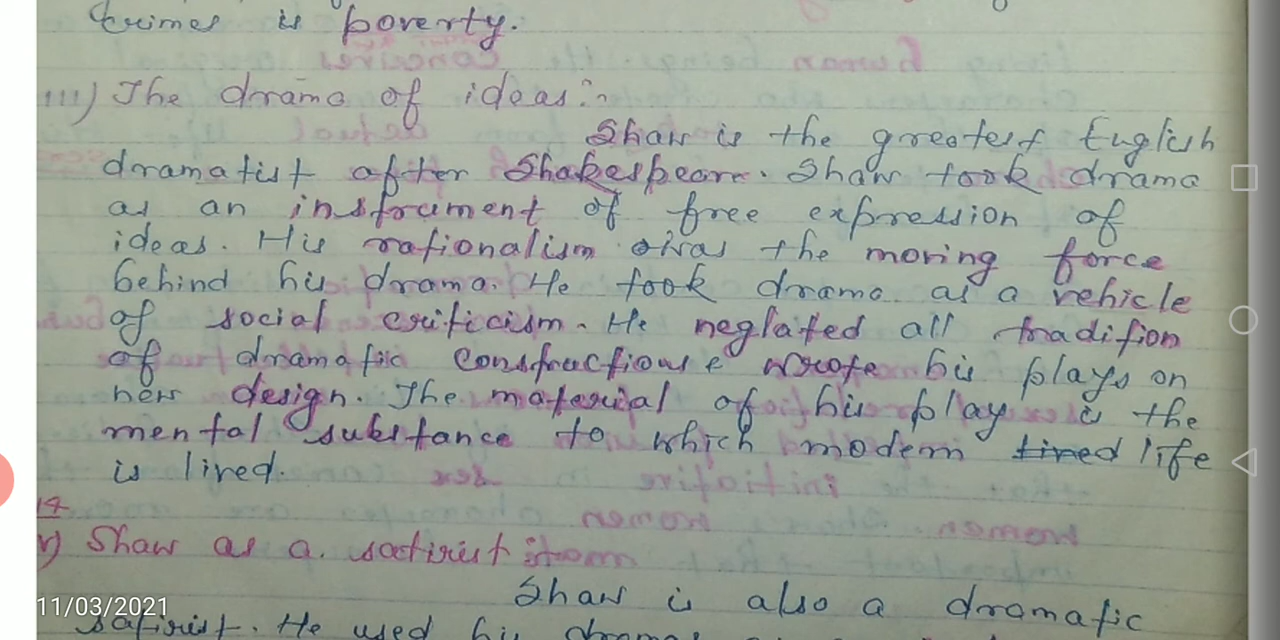 crimes is poverty.
III) The drama of ideas:-
Shaw is the greatest English
dramatist after Shakespeare. Shaw took drama
as an instrument of free expression of
ideas. His rationalism was the moving force
behind his drama. He took drama as a vehicle
of social criticism. He neglated all tradition
of dramatic constructions & wrote his plays on
new design. The material of his play is the
mental substance to which modern lived life
is lived.
14
v) Shaw as a satirist
Shaw is also a dramatic
satirist. He used his dramas
11/03/2021